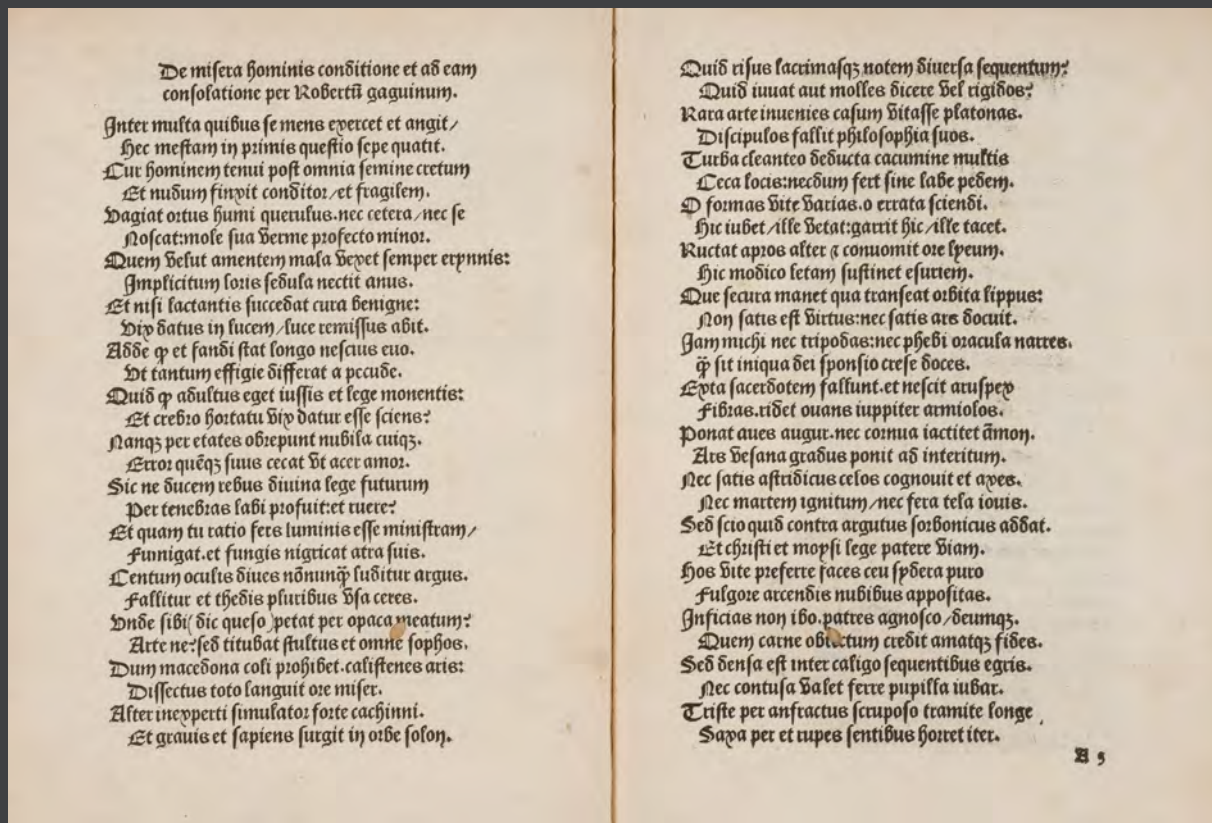 De misera hominis conditione et ad eam
consolatione per Robertū gaguinum.
Inter multa quibus se mens exercet et angit/
Hec mestam in primis questio sepe quatit.
Cur hominem tenui post omnia semine cretum
Et nudum finxit conditor/et fragilem.
Vagiat ortus humi querulus.nec cetera/nec se
Noscat:mole sua verme profecto minor.
Quem velut amentem mala vexet semper erynnis:
Implicitum loris sedula nectit anus.
Et nisi lactantis succedat cura benigne:
Vix datus in lucem/luce remissus abit.
Adde ꝙ et fandi stat longo nescius euo.
Vt tantum effigie differat a pecude.
Quid ꝙ adultus eget iussis et lege monentis:
Et crebro hortatu vix datur esse sciens?
Nanqꝫ per etates obrepunt nubila cuiqꝫ.
Error quēqꝫ suus cecat vt acer amor.
Sic ne ducem rebus diuina lege futurum
Per tenebras labi profuit:et ruere?
Et quam tu ratio fers luminis esse ministram/
Fumigat.et fungis nigricat atra suis.
Centum oculis diues nōnunq̄ luditur argus.
Fallitur et thedis pluribus vsa ceres.
Vnde sibi( dic queso )petat per opaca meatum?
Arte ne?sed titubat stultus et omne sophos.
Dum macedona coli prohibet.calistenes aris:
Dissectus toto languit ore miser.
Alter inexperti simulator forte cachinni.
Et grauis et sapiens surgit in orbe solon.
Quid risus lacrimasqꝫ notem diuersa sequentum?
Quid iuuat aut molles dicere vel rigidos?
Rara arte inuenies casum vitasse platonas.
Discipulos fallit philosophia suos.
Turba cleanteo deducta cacumine multis
Ceca locis:necdum fert sine labe pedem.
O formas vite varias.o errata sciendi.
Hic iubet/ille vetat:garrit hic/ille tacet.
Ructat apros alter ⁊ conuomit ore lyeum.
Hic modico letam sustinet esuriem.
Que secura manet qua transeat orbita lippus:
Non satis est virtus:nec satis ars docuit.
Iam michi nec tripodas:nec phebi oracula narres.
q̄ sit iniqua dei sponsio crese doces.
Exta sacerdotem fallunt.et nescit aruspex
Fibras.ridet ouans iuppiter armiolos.
Ponat aues augur.nec cornua iactitet āmon.
Ars vesana gradus ponit ad interitum.
Nec satis astridicus celos cognouit et axes.
Nec martem ignitum/nec fera tela iouis.
Sed scio quid contra argutus sorbonicus addat.
Et christi et mopsi lege patere viam.
Hos vite preferre faces ceu sydera puro
Fulgore arcendis nubibus appositas.
Inficias non ibo.patres agnosco/deumqꝫ.
Quem carne credit amatqꝫ fides.
Sed densa est inter caligo sequentibus egris.
Nec contusa valet ferre pupilla iubar.
Triste per anfractus scruposo tramite longe
Saxa per et rupes sentibus horret iter.
A 5